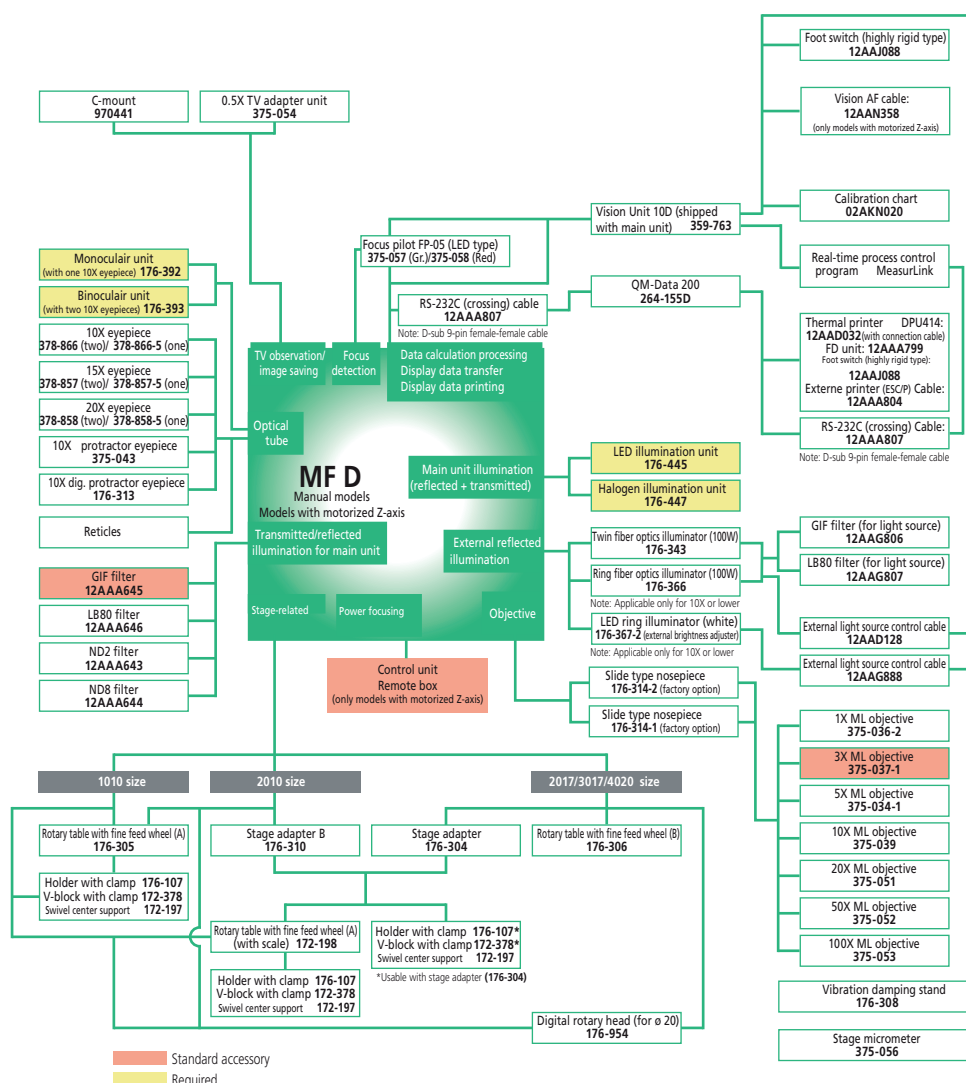 Foot switch (highly rigid type)
12AAJ088
C-mount
970441
0.5X TV adapter unit
375-054
Vision AF cable:
12AAN358
(only models with motorized Z-axis)
Calibration chart
02AKN020
Vision Unit 10D (shipped
with main unit) 359-763
Focus pilot FP-05 (LED type)
375-057 (Gr.)/375-058 (Red)
Real-time process control
program MeasurLink
Monoculair unit
(with one 10X eyepiece) 176-392
Binoculair unit
(with two 10X eyepieces) 176-393
RS-232C (crossing) cable
12AAA807
Note: D-sub 9-pin female-female cable
QM-Data 200
264-155D
Thermal printer DPU414:
12AAD032 (with connection cable)
FD unit: 12AAA799
Foot switch (highly rigid type):
12AAJ088
Externe printer (ESC/P) Cable:
12AAA804
RS-232C (crossing) Cable:
12AAA807
Note: D-sub 9-pin female-female cable
10X eyepiece
378-866 (two)/ 378-866-5 (one)
15X eyepiece
378-857 (two)/ 378-857-5 (one)
20X eyepiece
378-858 (two)/ 378-858-5 (one)
10X protractor eyepiece
375-043
10X dig. protractor eyepiece
176-313
Reticles
TV observation/
image saving
Focus
detection
Data calculation processing
Display data transfer
Display data printing
Optical
tube
MF D
Manual models
Models with motorized Z-axis
Main unit illumination
(reflected + transmitted)
LED illumination unit
176-445
Halogen illumination unit
176-447
Transmitted/reflected
illumination for main unit
External reflected
illumination
Twin fiber optics illuminator (100W)
176-343
Ring fiber optics illuminator (100W)
176-366
Note: Applicable only for 10X or lower
LED ring illuminator (white)
176-367-2 (external brightness adjuster)
Note: Applicable only for 10X or lower
GIF filter (for light source)
12AAG806
LB80 filter (for light source)
12AAG807
External light source control cable
12AAD128
External light source control cable
12AAG888
GIF filter
12AAA645
LB80 filter
12AAA646
ND2 filter
12AAA643
ND8 filter
12AAA644
Stage-related
Power focusing
Objective
Control unit
Remote box
(only models with motorized Z-axis)
Slide type nosepiece
176-314-2 (factory option)
Slide type nosepiece
176-314-1 (factory option)
1X ML objective
375-036-2
3X ML objective
375-037-1
5X ML objective
375-034-1
10X ML objective
375-039
20X ML objective
375-051
50X ML objective
375-052
100X ML objective
375-053
1010 size
2010 size
2017/3017/4020 size
Rotary table with fine feed wheel (A)
176-305
Stage adapter B
176-310
Stage adapter
176-304
Rotary table with fine feed wheel (B)
176-306
Holder with clamp 176-107
V-block with clamp 172-378
Swivel center support 172-197
Rotary table with fine feed wheel (A)
(with scale) 172-198
Holder with clamp 176-107*
V-block with clamp 172-378*
Swivel center support 172-197
*Usable with stage adapter (176-304)
Holder with clamp 176-107
V-block with clamp 172-378
Swivel center support 172-197
Digital rotary head (for ø 20)
176-954
Vibration damping stand
176-308
Stage micrometer
375-056
Standard accessory
Required